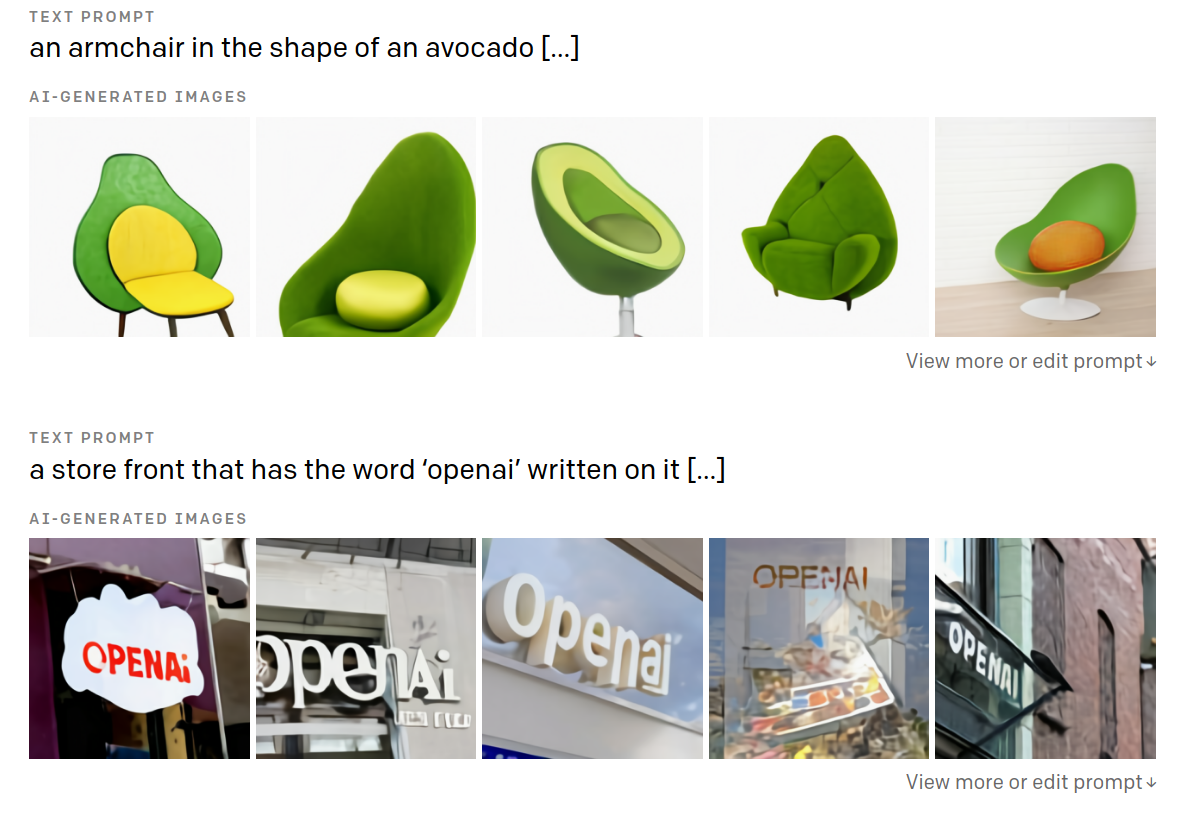 TEXT PROMPT
an armchair in the shape of an avocado [...]
AI-GENERATED IMAGES
View more or edit prompt↓
TEXT PROMPT
a store front that has the word ‘openai’ written on it [...]
AI-GENERATED IMAGES
OPENAi
openAi
Openai
OPENAI
OPENAI
View more or edit prompt↓